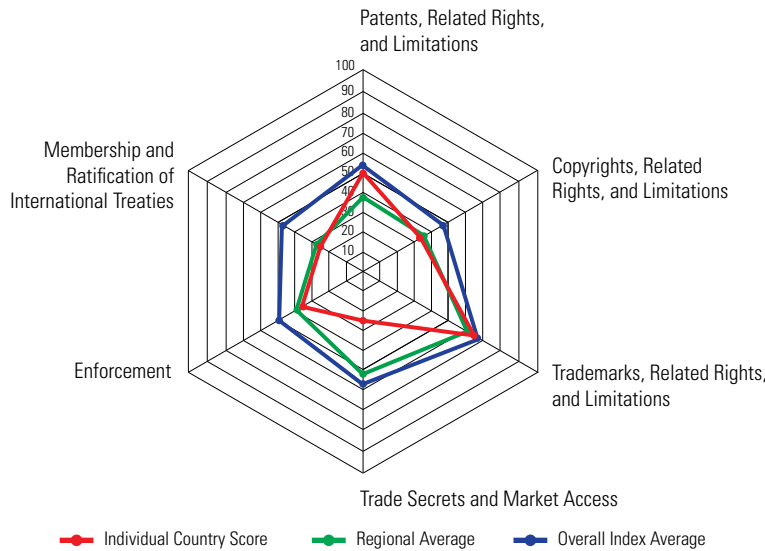 Patents, Related Rights,
and Limitations
100
90
80
70
60
50
40
30
20
10
Membership and
Ratification of
International Treaties
Copyrights, Related
Rights, and Limitations
Enforcement
Trademarks, Related Rights,
and Limitations
Trade Secrets and Market Access
Individual Country Score
Regional Average
Overall Index Average